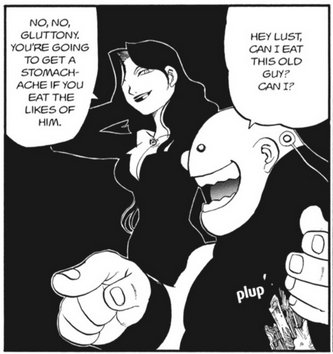 HEY LUST,
CAN I EAT
THIS OLD
GUY?
CAN I?
NO, NO,
GLUTTONY.
YOU'RE GOING
TO GET A
STOMACH-
ACHE IF YOU
EAT THE
LIKES OF
HIM.
plup